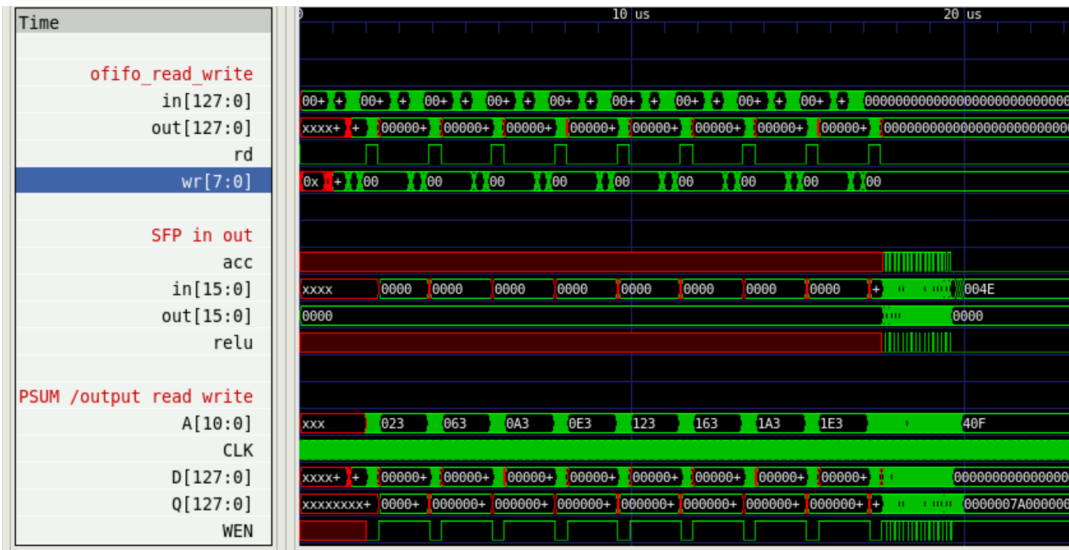 Time 0 10 us 20 us
ofifo_read_write
in[127:0] 00+ + 00+ + 00+ + 00+ + 00+ + 00+ + 00+ + 00+ + 00+ + 000000000000000000000000000
out[127:0] xxxx+ + 00000+ 00000+ 00000+ 00000+ 00000+ 00000+ 00000+ 00000+ 0000000000000000000000000
rd
wr[7:0] 0x + 00 00 00 00 00 00 00 00 00
SFP in out
acc
in[15:0] xxxx 0000 0000 0000 0000 0000 0000 0000 0000 + 004E
out[15:0] 0000 0000
relu
PSUM /output read write
A[10:0] xxx 023 063 0A3 0E3 123 163 1A3 1E3 40F
CLK
D[127:0] xxxx+ + 00000+ 00000+ 00000+ 00000+ 00000+ 00000+ 00000+ 00000+ 0000000000000000
Q[127:0] xxxxxxxx+ 0000+ 000000+ 000000+ 000000+ 000000+ 000000+ 000000+ 000000+ + 0000007A000000
WEN